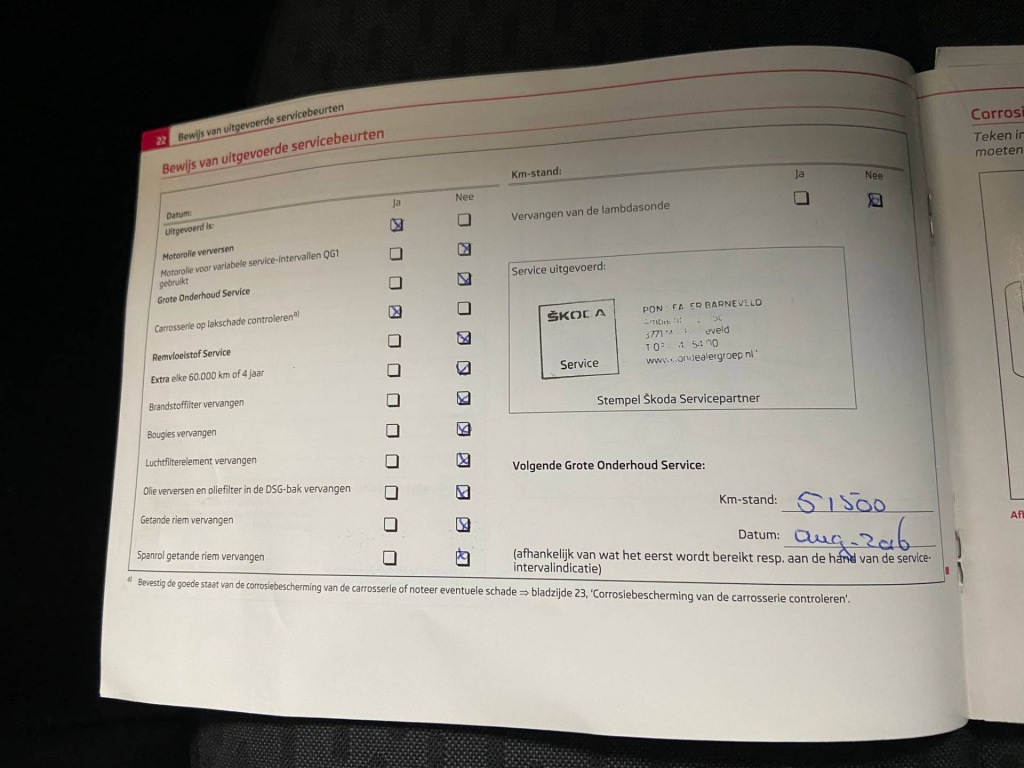 22 Bewijs van uitgevoerde servicebeurten
Bewijs van uitgevoerde servicebeurten
Datum:
Uitgevoerd is:
Ja
Nee
Motorolie verversen
Motorolie voor variabele service-intervallen QG1
gebruikt
Grote Onderhoud Service
Carrosserie op lakschade controleren a)
Remvloeistof Service
Extra elke 60.000 km of 4 jaar
Brandstoffilter vervangen
Bougies vervangen
Luchtfilterelement vervangen
Olie verversen en oliefilter in de DSG-bak vervangen
Getande riem vervangen
Spanrol getande riem vervangen
Km-stand:
Ja
Nee
Vervangen van de lambdasonde
Service uitgevoerd:
ŠKODA
Service
BARNEVELD
Stempel Škoda Servicepartner
Volgende Grote Onderhoud Service:
Km-stand: 51500
Datum: aug-
(afhankelijk van wat het eerst wordt bereikt resp. aan de hand van de service-
intervalindicatie)
a) Bevestig de goede staat van de corrosiebescherming van de carrosserie of noteer eventuele schade ⇒ bladzijde 23, 'Corrosiebescherming van de carrosserie controleren'.
Corrosi
Teken in
moeten
Afl